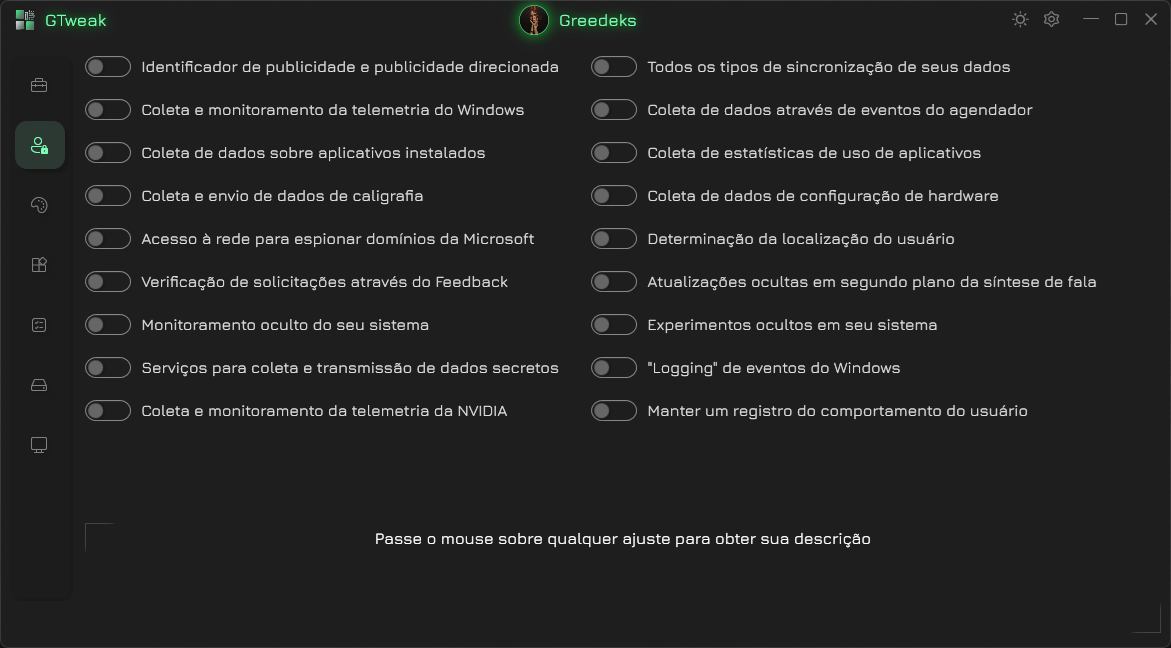 GTweak
Greedeks
Identificador de publicidade e publicidade direcionada
Todos os tipos de sincronização de seus dados
Coleta e monitoramento da telemetria do Windows
Coleta de dados através de eventos do agendador
Coleta de dados sobre aplicativos instalados
Coleta de estatísticas de uso de aplicativos
Coleta e envio de dados de caligrafia
Coleta de dados de configuração de hardware
Acesso à rede para espionar domínios da Microsoft
Determinação da localização do usuário
Verificação de solicitações através do Feedback
Atualizações ocultas em segundo plano da síntese de fala
Monitoramento oculto do seu sistema
Experimentos ocultos em seu sistema
Serviços para coleta e transmissão de dados secretos
"Logging" de eventos do Windows
Coleta e monitoramento da telemetria da NVIDIA
Manter um registro do comportamento do usuário
Passe o mouse sobre qualquer ajuste para obter sua descrição